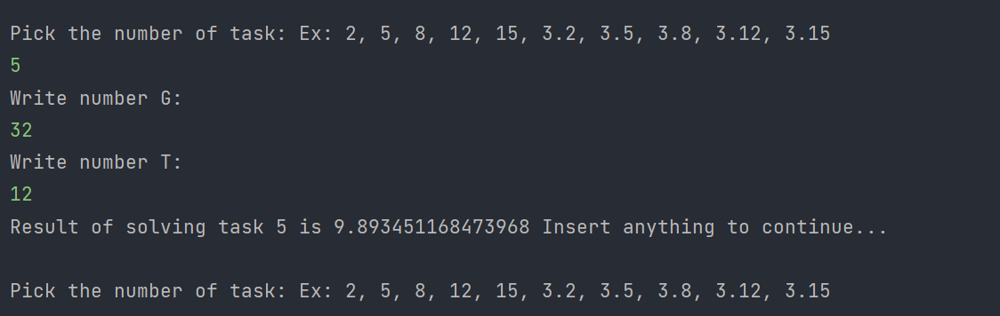 Pick the number of task: Ex: 2, 5, 8, 12, 15, 3.2, 3.5, 3.8, 3.12, 3.15
5
Write number G:
32
Write number T:
12
Result of solving task 5 is 9.893451168473968 Insert anything to continue...
Pick the number of task: Ex: 2, 5, 8, 12, 15, 3.2, 3.5, 3.8, 3.12, 3.15